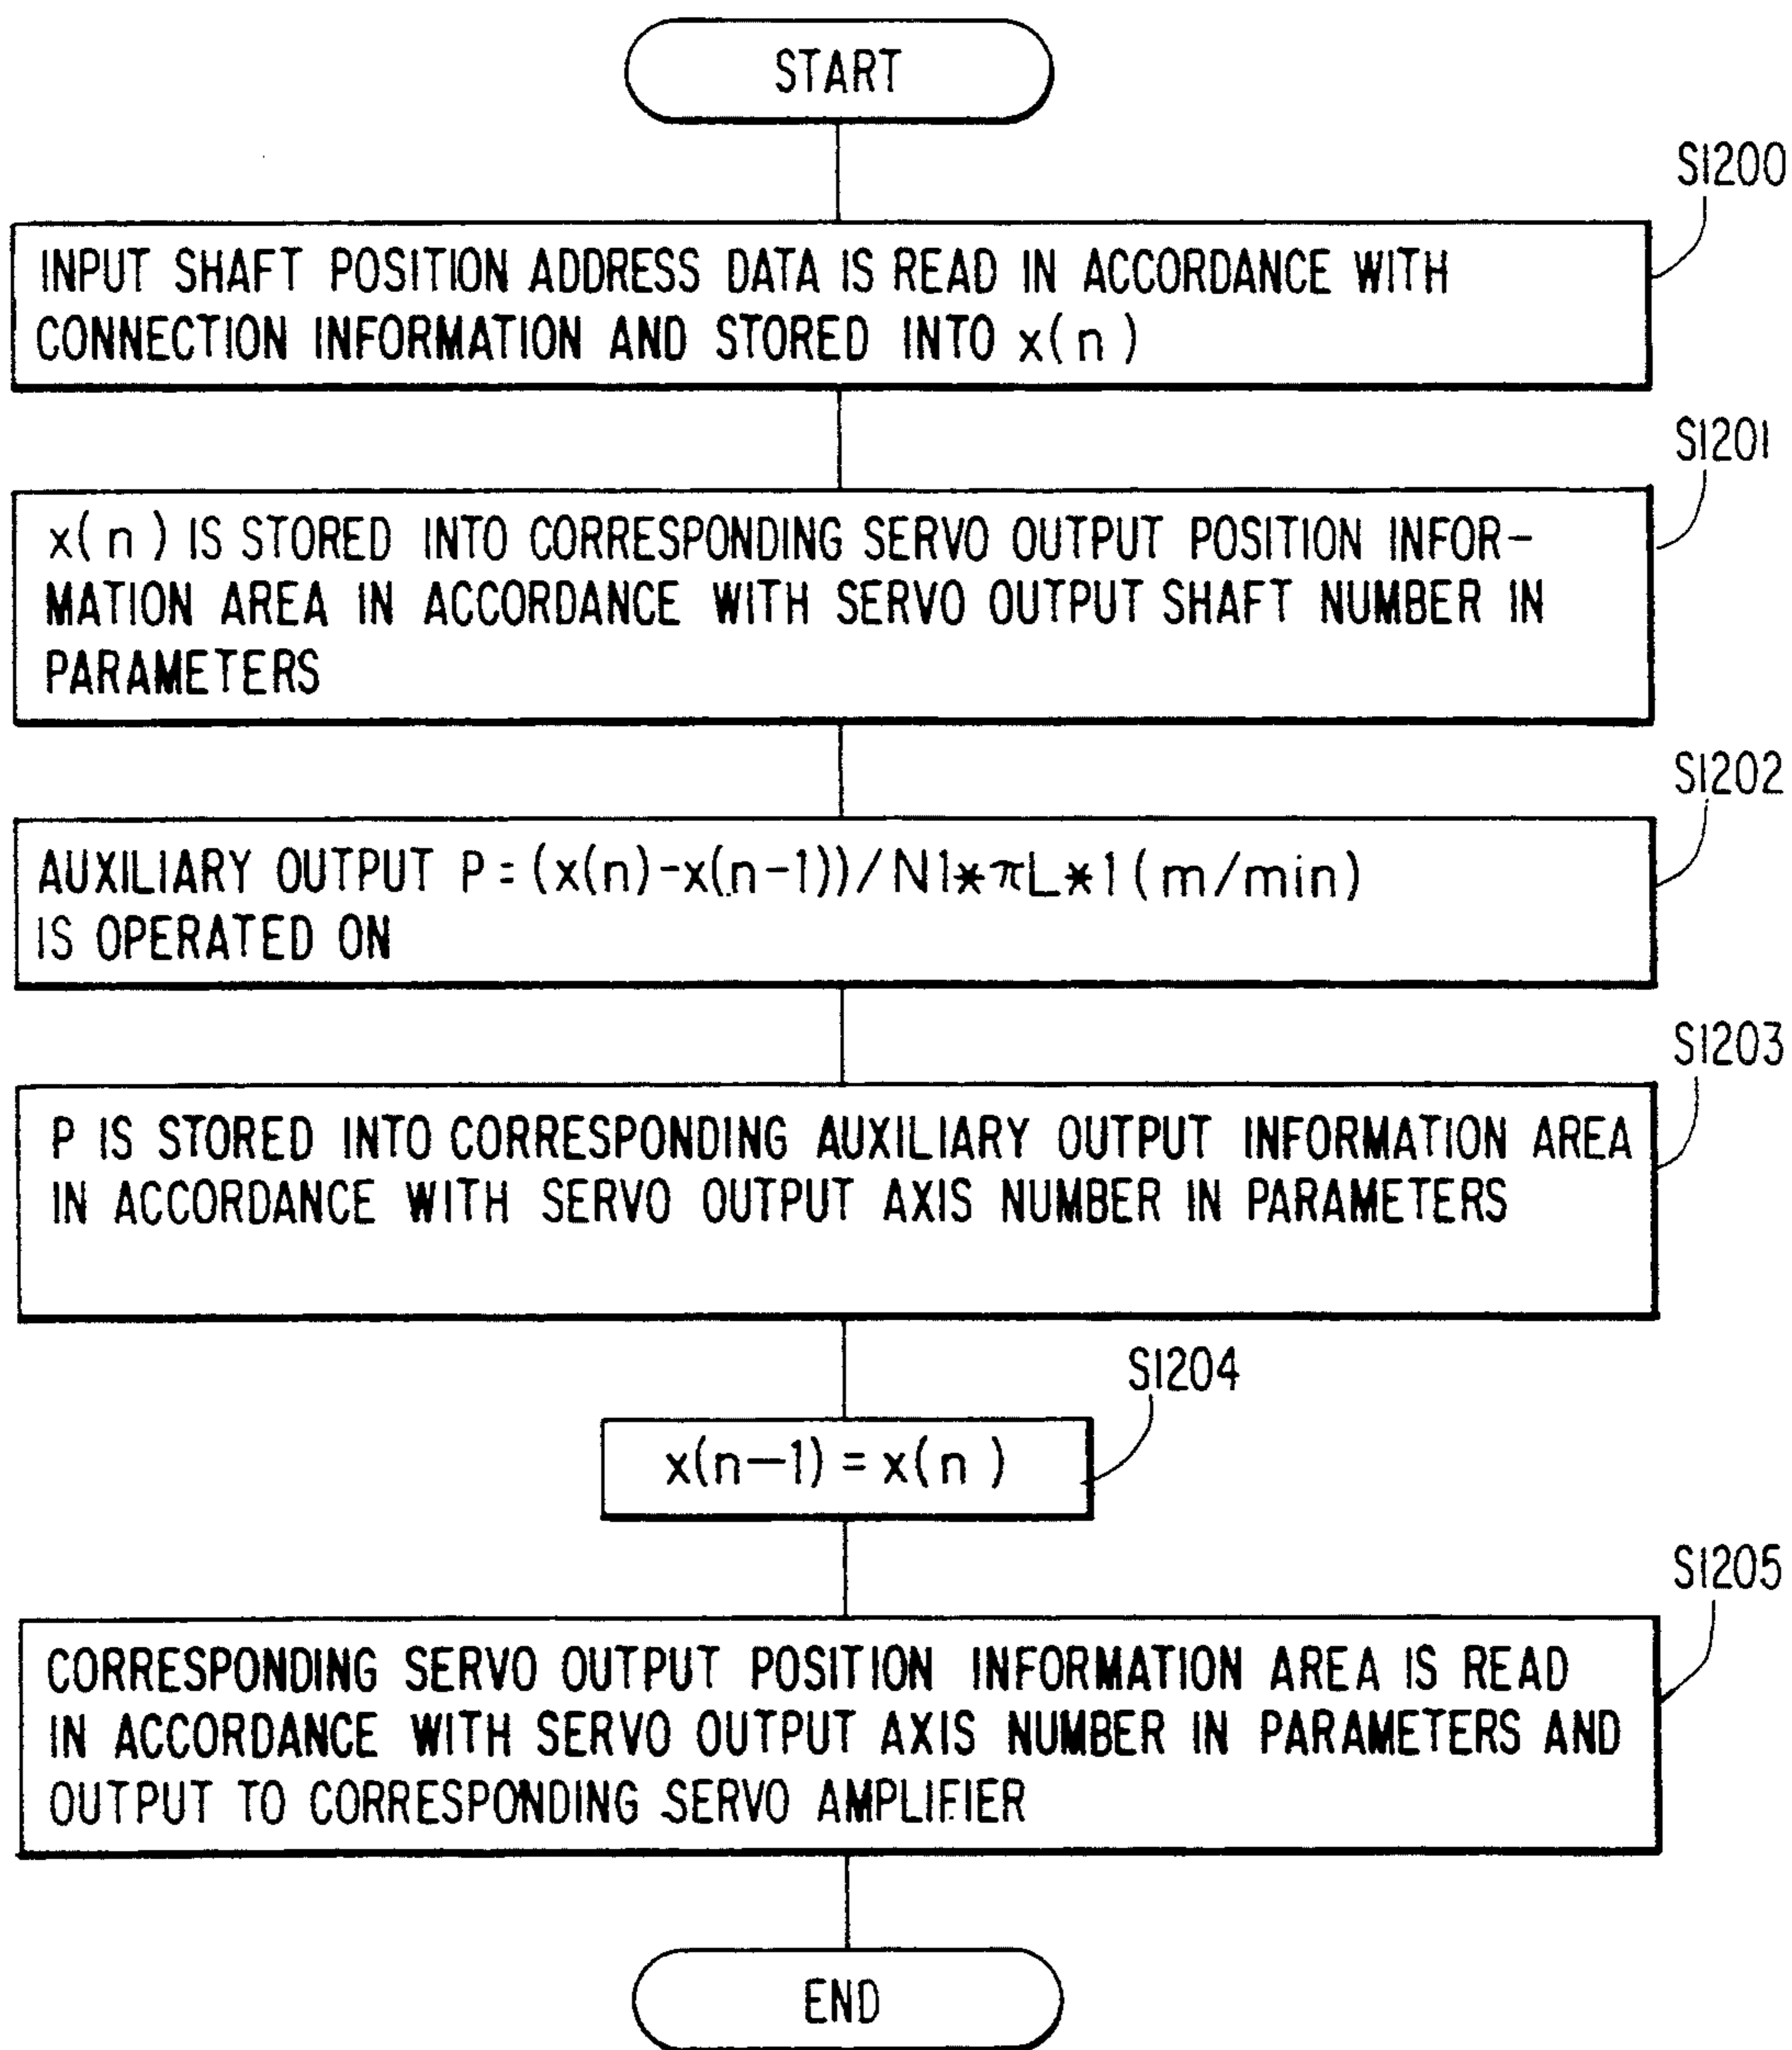 START
S1200
INPUT SHAFT POSITION ADDRESS DATA IS READ IN ACCORDANCE WITH
CONNECTION INFORMATION AND STORED INTO x(n)
S1201
x(n) IS STORED INTO CORRESPONDING SERVO OUTPUT POSITION INFOR-
MATION AREA IN ACCORDANCE WITH SERVO OUTPUT SHAFT NUMBER IN
PARAMETERS
S1202
AUXILIARY OUTPUT P=(x(n)-x(n-1))/N1*πL*1(m/min)
IS OPERATED ON
S1203
P IS STORED INTO CORRESPONDING AUXILIARY OUTPUT INFORMATION AREA
IN ACCORDANCE WITH SERVO OUTPUT AXIS NUMBER IN PARAMETERS
S1204
x(n-1)=x(n)
S1205
CORRESPONDING SERVO OUTPUT POSITION INFORMATION AREA IS READ
IN ACCORDANCE WITH SERVO OUTPUT AXIS NUMBER IN PARAMETERS AND
OUTPUT TO CORRESPONDING SERVO AMPLIFIER
END